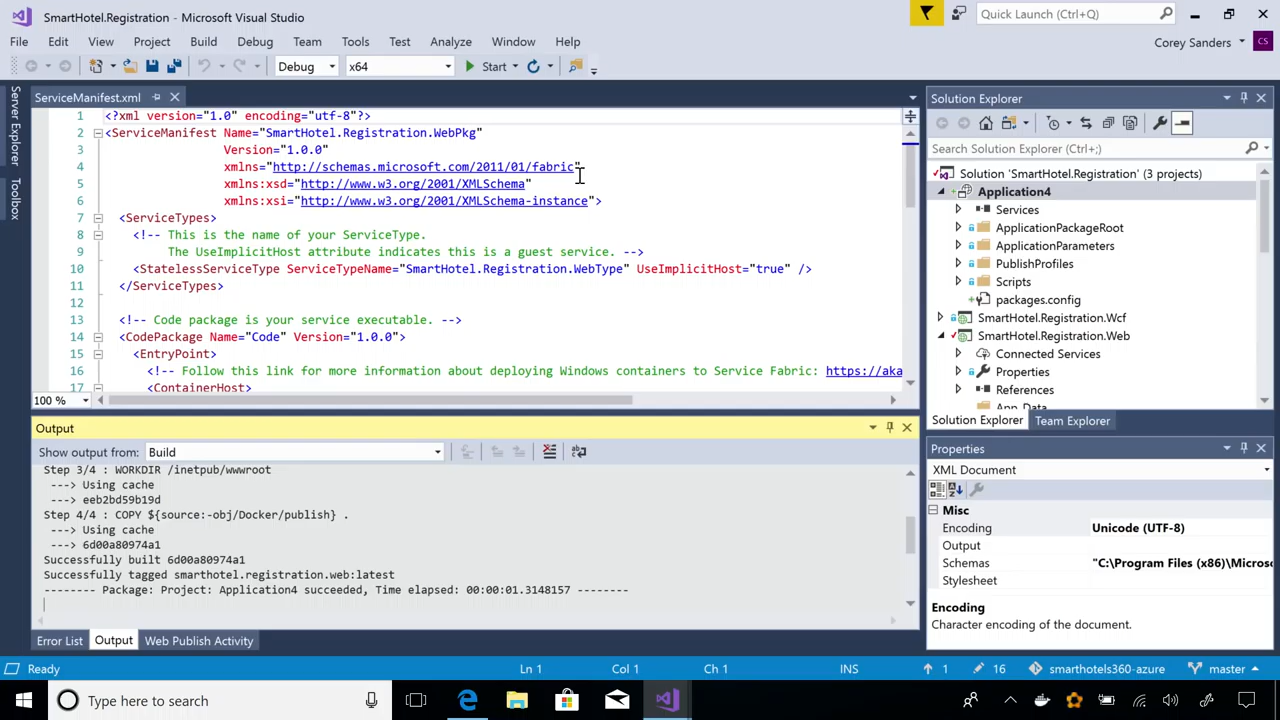 SmartHotel.Registration - Microsoft Visual Studio
Quick Launch (Ctrl+;)
File Edit View Project Build Debug Team Tools Test Analyze Window Help
Corey Sanders CS
Debug x64 Start
Server Explorer
Toolbox
ServiceManifest.xml
1 <?xml version="1.0" encoding="utf-8"?>
2 <ServiceManifest Name="SmartHotel.Registration.WebPkg"
3 Version="1.0.0"
4 xmlns="http://schemas.microsoft.com/2011/01/fabric"
5 xmlns:xsd="http://www.w3.org/2001/XMLSchema"
6 xmlns:xsi="http://www.w3.org/2001/XMLSchema-instance">
7 <ServiceTypes>
8 <!-- This is the name of your ServiceType.
9 The UseImplicitHost attribute indicates this is a guest service. -->
10 <StatelessServiceType ServiceTypeName="SmartHotel.Registration.WebType" UseImplicitHost="true" />
11 </ServiceTypes>
12
13 <!-- Code package is your service executable. -->
14 <CodePackage Name="Code" Version="1.0.0">
15 <EntryPoint>
16 <!-- Follow this link for more information about deploying Windows containers to Service Fabric: https://aka
17 <ContainerHost>
100 %
Output
Show output from: Build
Step 3/4 : WORKDIR /inetpub/wwwroot
---> Using cache
---> eeb2bd59b19d
Step 4/4 : COPY ${source:-obj/Docker/publish} .
---> Using cache
---> 6d00a80974a1
Successfully built 6d00a80974a1
Successfully tagged smarthotel.registration.web:latest
-------- Package: Project: Application4 succeeded, Time elapsed: 00:00:01.3148157 --------
Error List Output Web Publish Activity
Solution Explorer
Search Solution Explorer (Ctrl+;)
Solution 'SmartHotel.Registration' (3 projects)
Application4
Services
ApplicationPackageRoot
ApplicationParameters
PublishProfiles
Scripts
packages.config
SmartHotel.Registration.Wcf
SmartHotel.Registration.Web
Connected Services
Properties
References
App_Data
Solution Explorer Team Explorer
Properties
XML Document
Misc
Encoding Unicode (UTF-8)
Output
Schemas "C:\Program Files (x86)\Micros
Stylesheet
Encoding
Character encoding of the document.
Ready Ln 1 Col 1 Ch 1 INS 1 16 smarthotels360-azure master
Type here to search